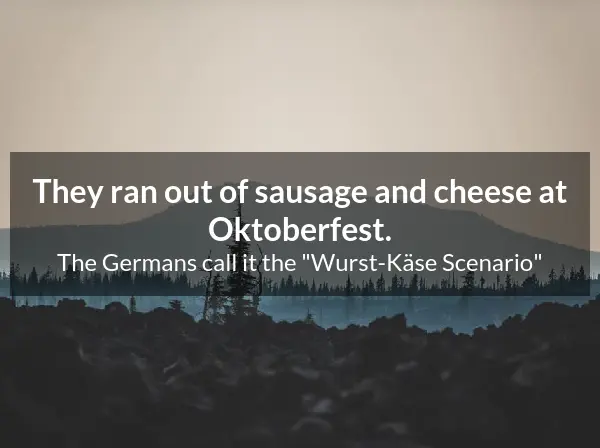 They ran out of sausage and cheese at
Oktoberfest.
The Germans call it the "Wurst-Käse Scenario"